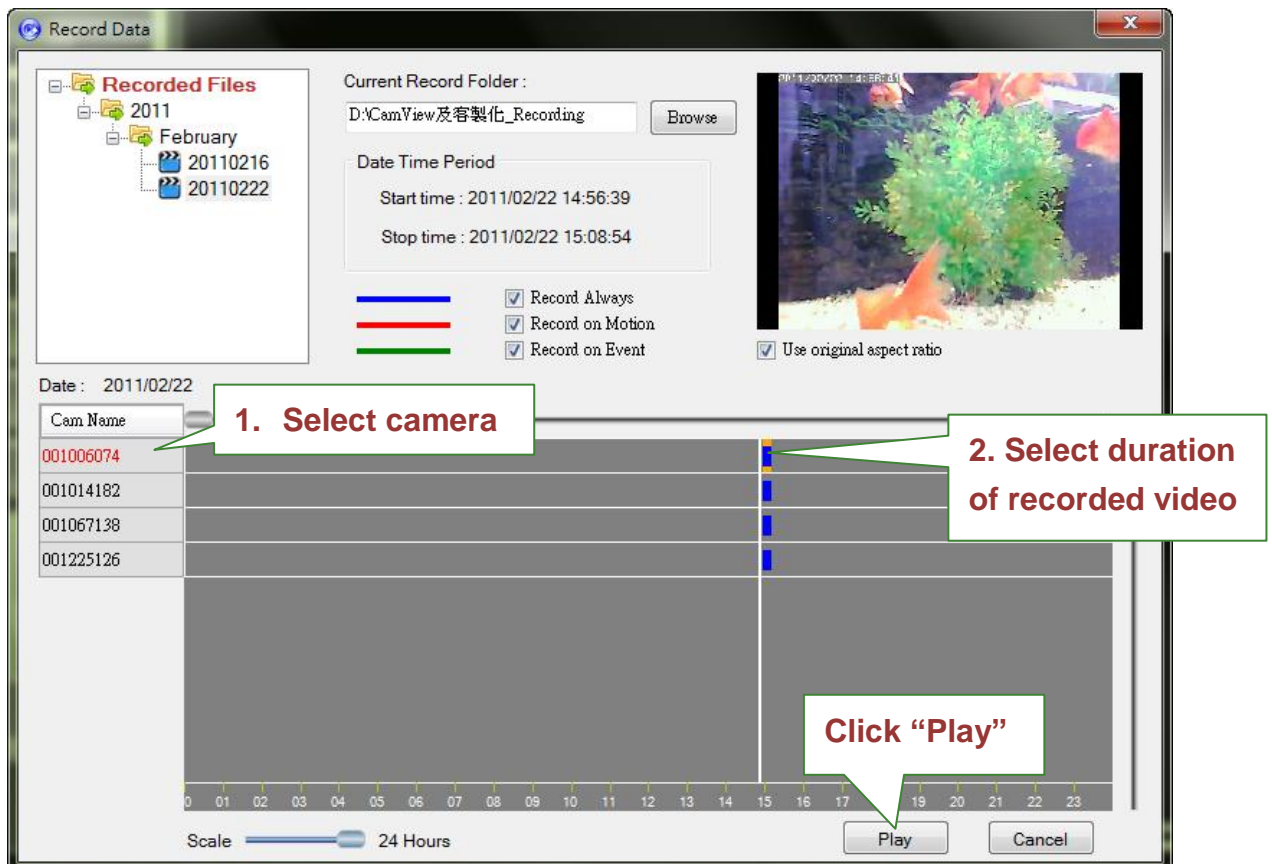 Record Data
Recorded Files
2011
February
20110216
20110222
Current Record Folder :
D:\CamView及客製化_Recording
Browse
Date Time Period
Start time : 2011/02/22 14:56:39
Stop time : 2011/02/22 15:08:54
Record Always
Record on Motion
Record on Event
Use original aspect ratio
Date : 2011/02/22
Cam Name
1. Select camera
001006074
001014182
001067138
001225126
2. Select duration
of recorded video
Click “Play”
0 01 02 03 04 05 06 07 08 09 10 11 12 13 14 15 16 17 19 20 21 22 23
Scale 24 Hours
Play
Cancel